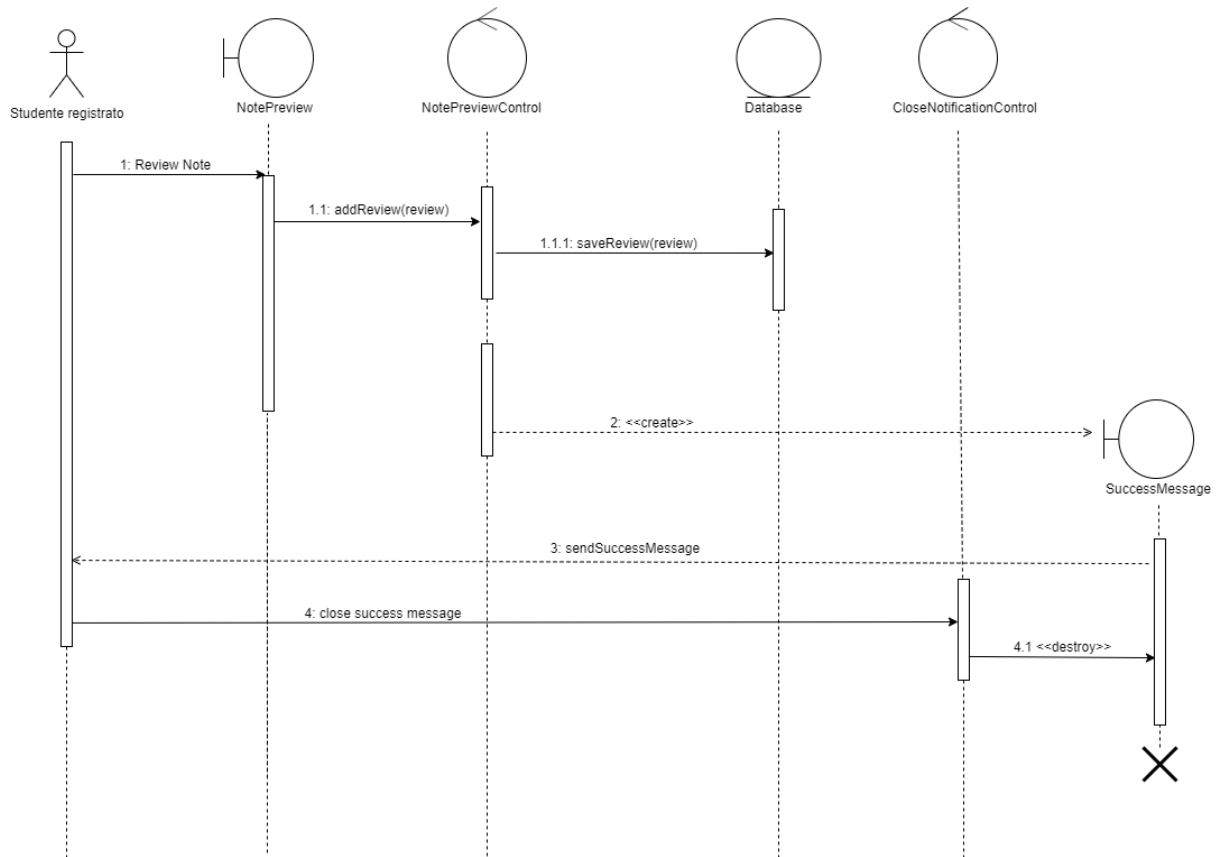 Studente registrato
NotePreview
NotePreviewControl
Database
CloseNotificationControl
1: Review Note
1.1: addReview(review)
1.1.1: saveReview(review)
2: <<create>>
SuccessMessage
3: sendSuccessMessage
4: close success message
4.1 <<destroy>>